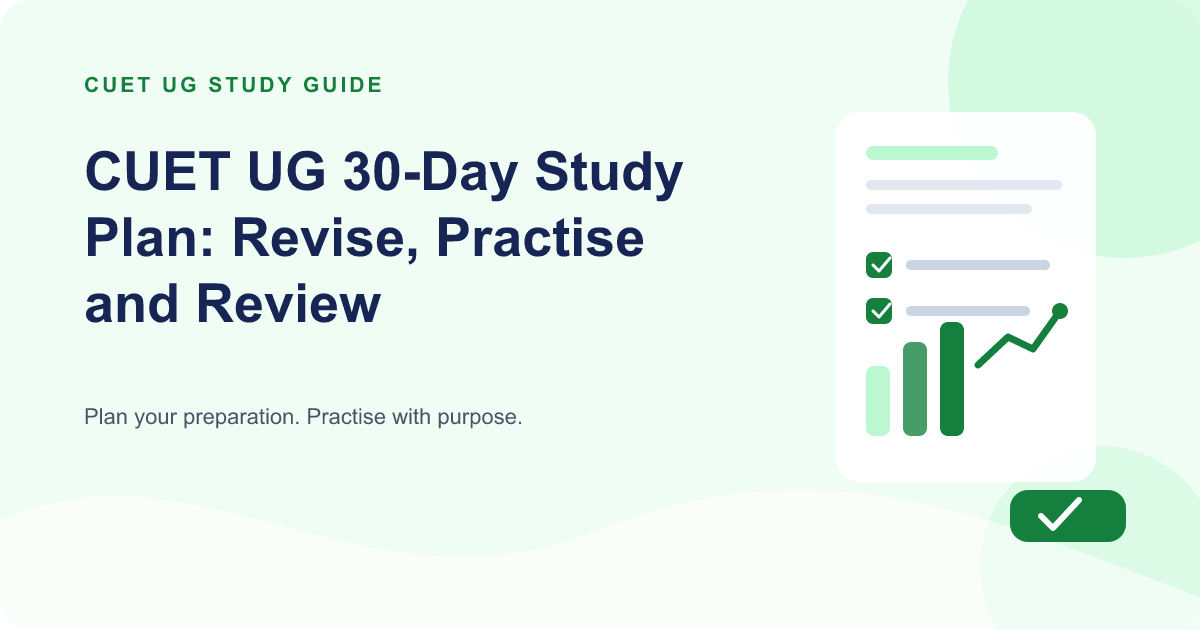 CUET UG STUDY GUIDE
CUET UG 30-Day Study
Plan: Revise, Practise
and Review
Plan your preparation. Practise with purpose.